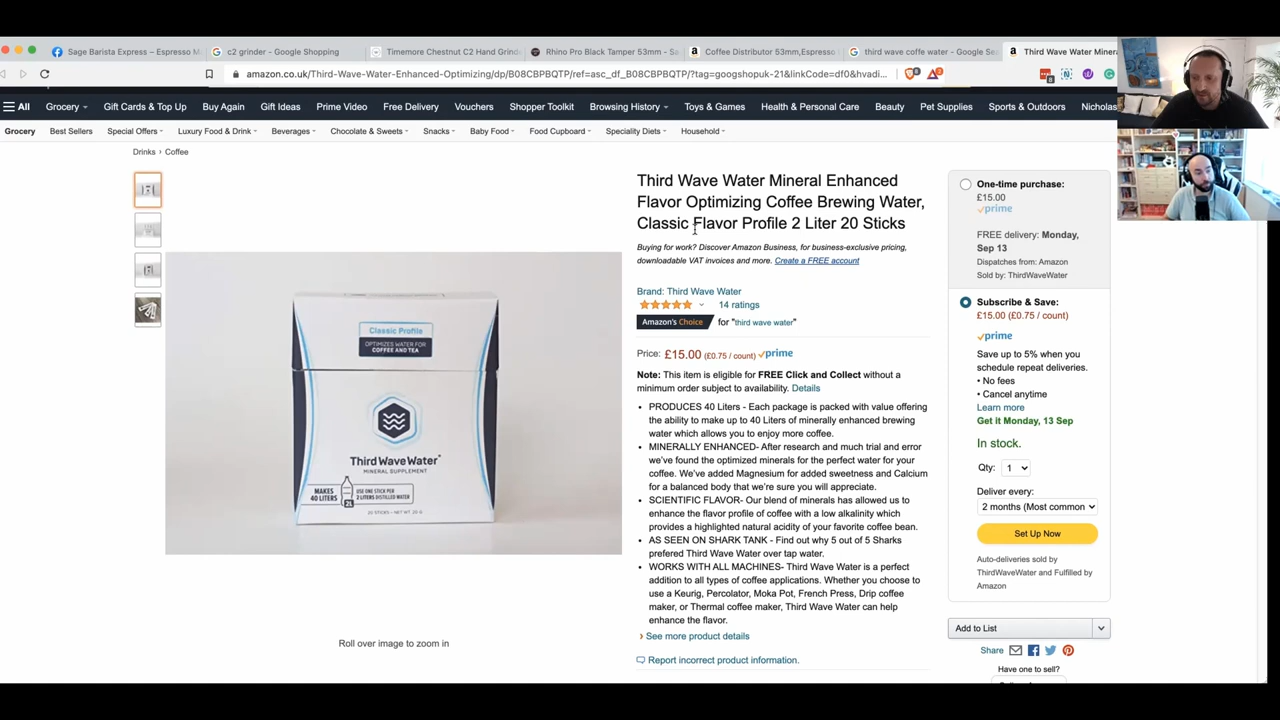 Sage Barista Express – Espresso M
c2 grinder - Google Shopping
Timemore Chestnut C2 Hand Grind
Rhino Pro Black Tamper 53mm - Sa
Coffee Distributor 53mm,Espresso
third wave coffe water - Google Se
Third Wave Water Minera
amazon.co.uk/Third-Wave-Water-Enhanced-Optimizing/dp/B08CBPBQTP/ref=asc_df_B08CBPBQTP/?tag=googshopuk-21&linkCode=df0&hvadi...
All Grocery Gift Cards & Top Up Buy Again Gift Ideas Prime Video Free Delivery Vouchers Shopper Toolkit Browsing History Toys & Games Health & Personal Care Beauty Pet Supplies Sports & Outdoors Nicholas
Grocery Best Sellers Special Offers Luxury Food & Drink Beverages Chocolate & Sweets Snacks Baby Food Food Cupboard Speciality Diets Household
Drinks › Coffee
Classic Profile
OPTIMIZES WATER FOR
COFFEE AND TEA
Third Wave Water
MINERAL SUPPLEMENT
MAKES
40 LITERS
2L
USE ONE STICK PER
2 LITERS DISTILLED WATER
20 STICKS - NET WT. 20 G
Roll over image to zoom in
Third Wave Water Mineral Enhanced
Flavor Optimizing Coffee Brewing Water,
Classic Flavor Profile 2 Liter 20 Sticks
Buying for work? Discover Amazon Business, for business-exclusive pricing,
downloadable VAT invoices and more. Create a FREE account
Brand: Third Wave Water
14 ratings
Amazon's Choice for "third wave water"
Price: £15.00 (£0.75 / count) prime
Note: This item is eligible for FREE Click and Collect without a
minimum order subject to availability. Details
• PRODUCES 40 Liters - Each package is packed with value offering
the ability to make up to 40 Liters of minerally enhanced brewing
water which allows you to enjoy more coffee.
• MINERALLY ENHANCED- After research and much trial and error
we've found the optimized minerals for the perfect water for your
coffee. We've added Magnesium for added sweetness and Calcium
for a balanced body that we're sure you will appreciate.
• SCIENTIFIC FLAVOR- Our blend of minerals has allowed us to
enhance the flavor profile of coffee with a low alkalinity which
provides a highlighted natural acidity of your favorite coffee bean.
• AS SEEN ON SHARK TANK - Find out why 5 out of 5 Sharks
prefered Third Wave Water over tap water.
• WORKS WITH ALL MACHINES- Third Wave Water is a perfect
addition to all types of coffee applications. Whether you choose to
use a Keurig, Percolator, Moka Pot, French Press, Drip coffee
maker, or Thermal coffee maker, Third Wave Water can help
enhance the flavor.
› See more product details
Report incorrect product information.
One-time purchase:
£15.00
prime
FREE delivery: Monday,
Sep 13
Dispatches from: Amazon
Sold by: ThirdWaveWater
Subscribe & Save:
£15.00 (£0.75 / count)
prime
Save up to 5% when you
schedule repeat deliveries.
• No fees
• Cancel anytime
Learn more
Get it Monday, 13 Sep
In stock.
Qty: 1
Deliver every:
2 months (Most common
Set Up Now
Auto-deliveries sold by
ThirdWaveWater and Fulfilled by
Amazon
Add to List
Share
Have one to sell?